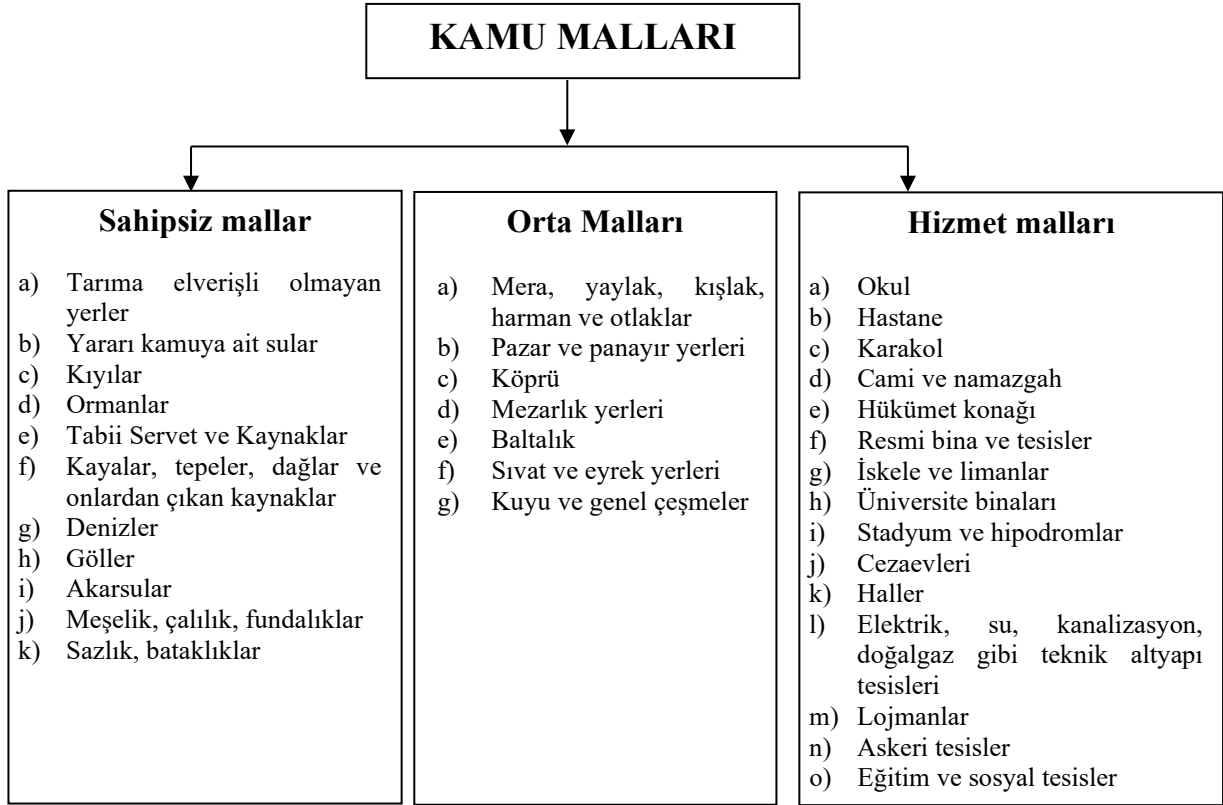 KAMU MALLARI
Sahipsiz mallar
a) Tarıma elverişli olmayan
yerler
b) Yararı kamuya ait sular
c) Kıyılar
d) Ormanlar
e) Tabii Servet ve Kaynaklar
f) Kayalar, tepeler, dağlar ve
onlardan çıkan kaynaklar
g) Denizler
h) Göller
i) Akarsular
j) Meşelik, çalılık, fundalıklar
k) Sazlık, bataklıklar
Orta Malları
a) Mera, yaylak, kışlak,
harman ve otlaklar
b) Pazar ve panayır yerleri
c) Köprü
d) Mezarlık yerleri
e) Baltalık
f) Sıvat ve eyrek yerleri
g) Kuyu ve genel çeşmeler
Hizmet malları
a) Okul
b) Hastane
c) Karakol
d) Cami ve namazgah
e) Hükümet konağı
f) Resmi bina ve tesisler
g) İskele ve limanlar
h) Üniversite binaları
i) Stadyum ve hipodromlar
j) Cezaevleri
k) Haller
l) Elektrik, su, kanalizasyon,
doğalgaz gibi teknik altyapı
tesisleri
m) Lojmanlar
n) Askeri tesisler
o) Eğitim ve sosyal tesisler